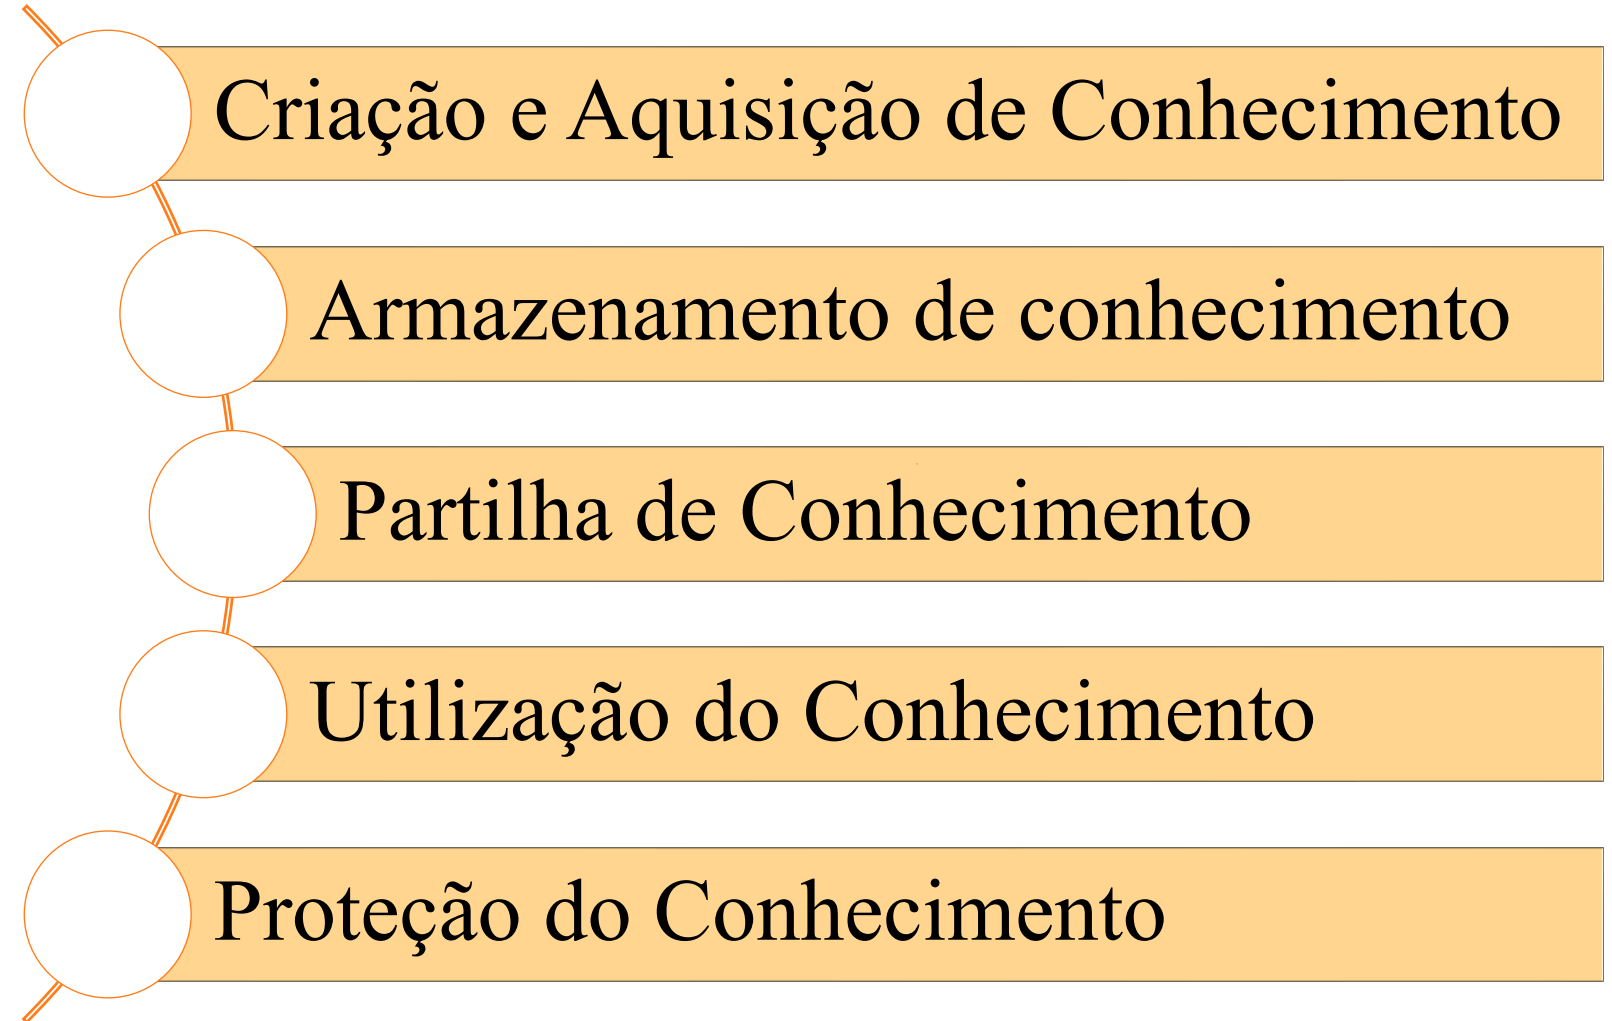 Criação e Aquisição de Conhecimento
Armazenamento de conhecimento
Partilha de Conhecimento
Utilização do Conhecimento
Proteção do Conhecimento